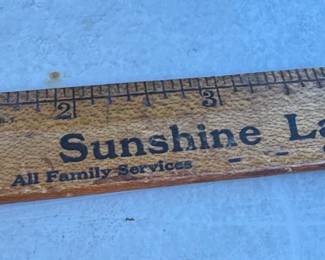 2 3
Sunshine La
All Family Services